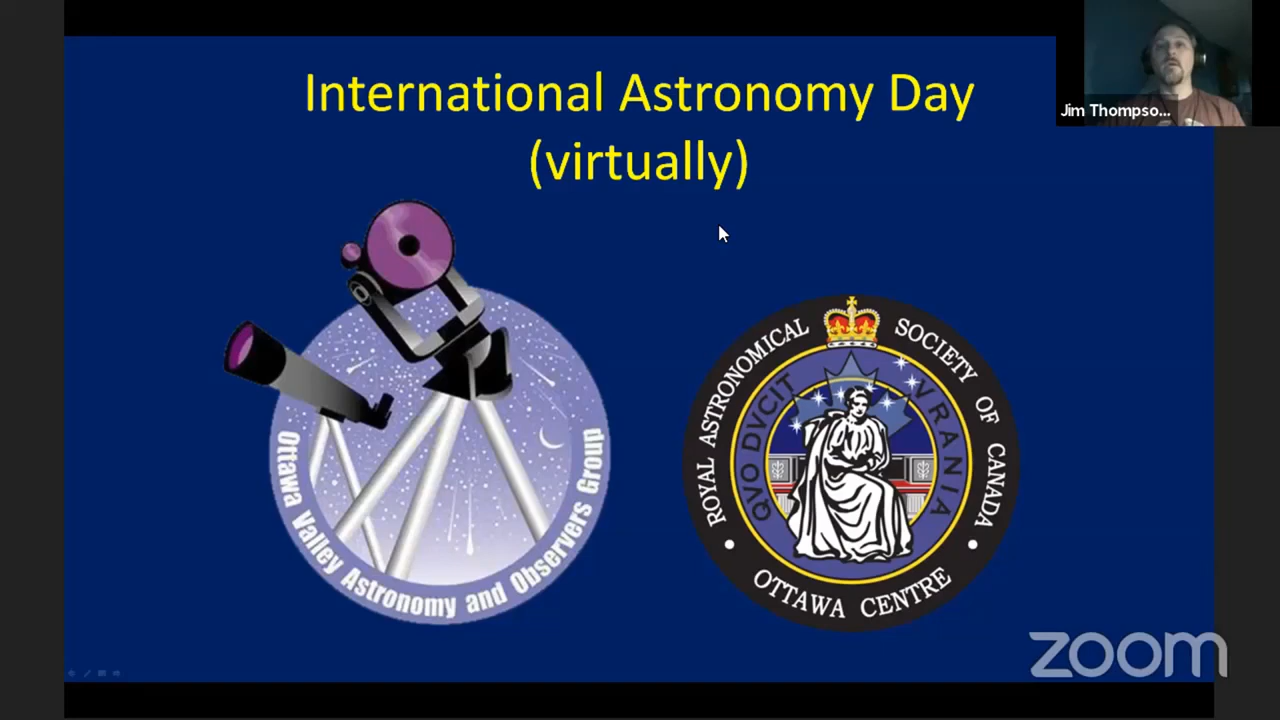 International Astronomy Day
(virtually)
Jim Thompso...
Ottawa Valley Astronomy and Observers Group
ROYAL ASTRONOMICAL SOCIETY OF CANADA
QVO DVCIT VRANIA
• OTTAWA CENTRE •
zoom